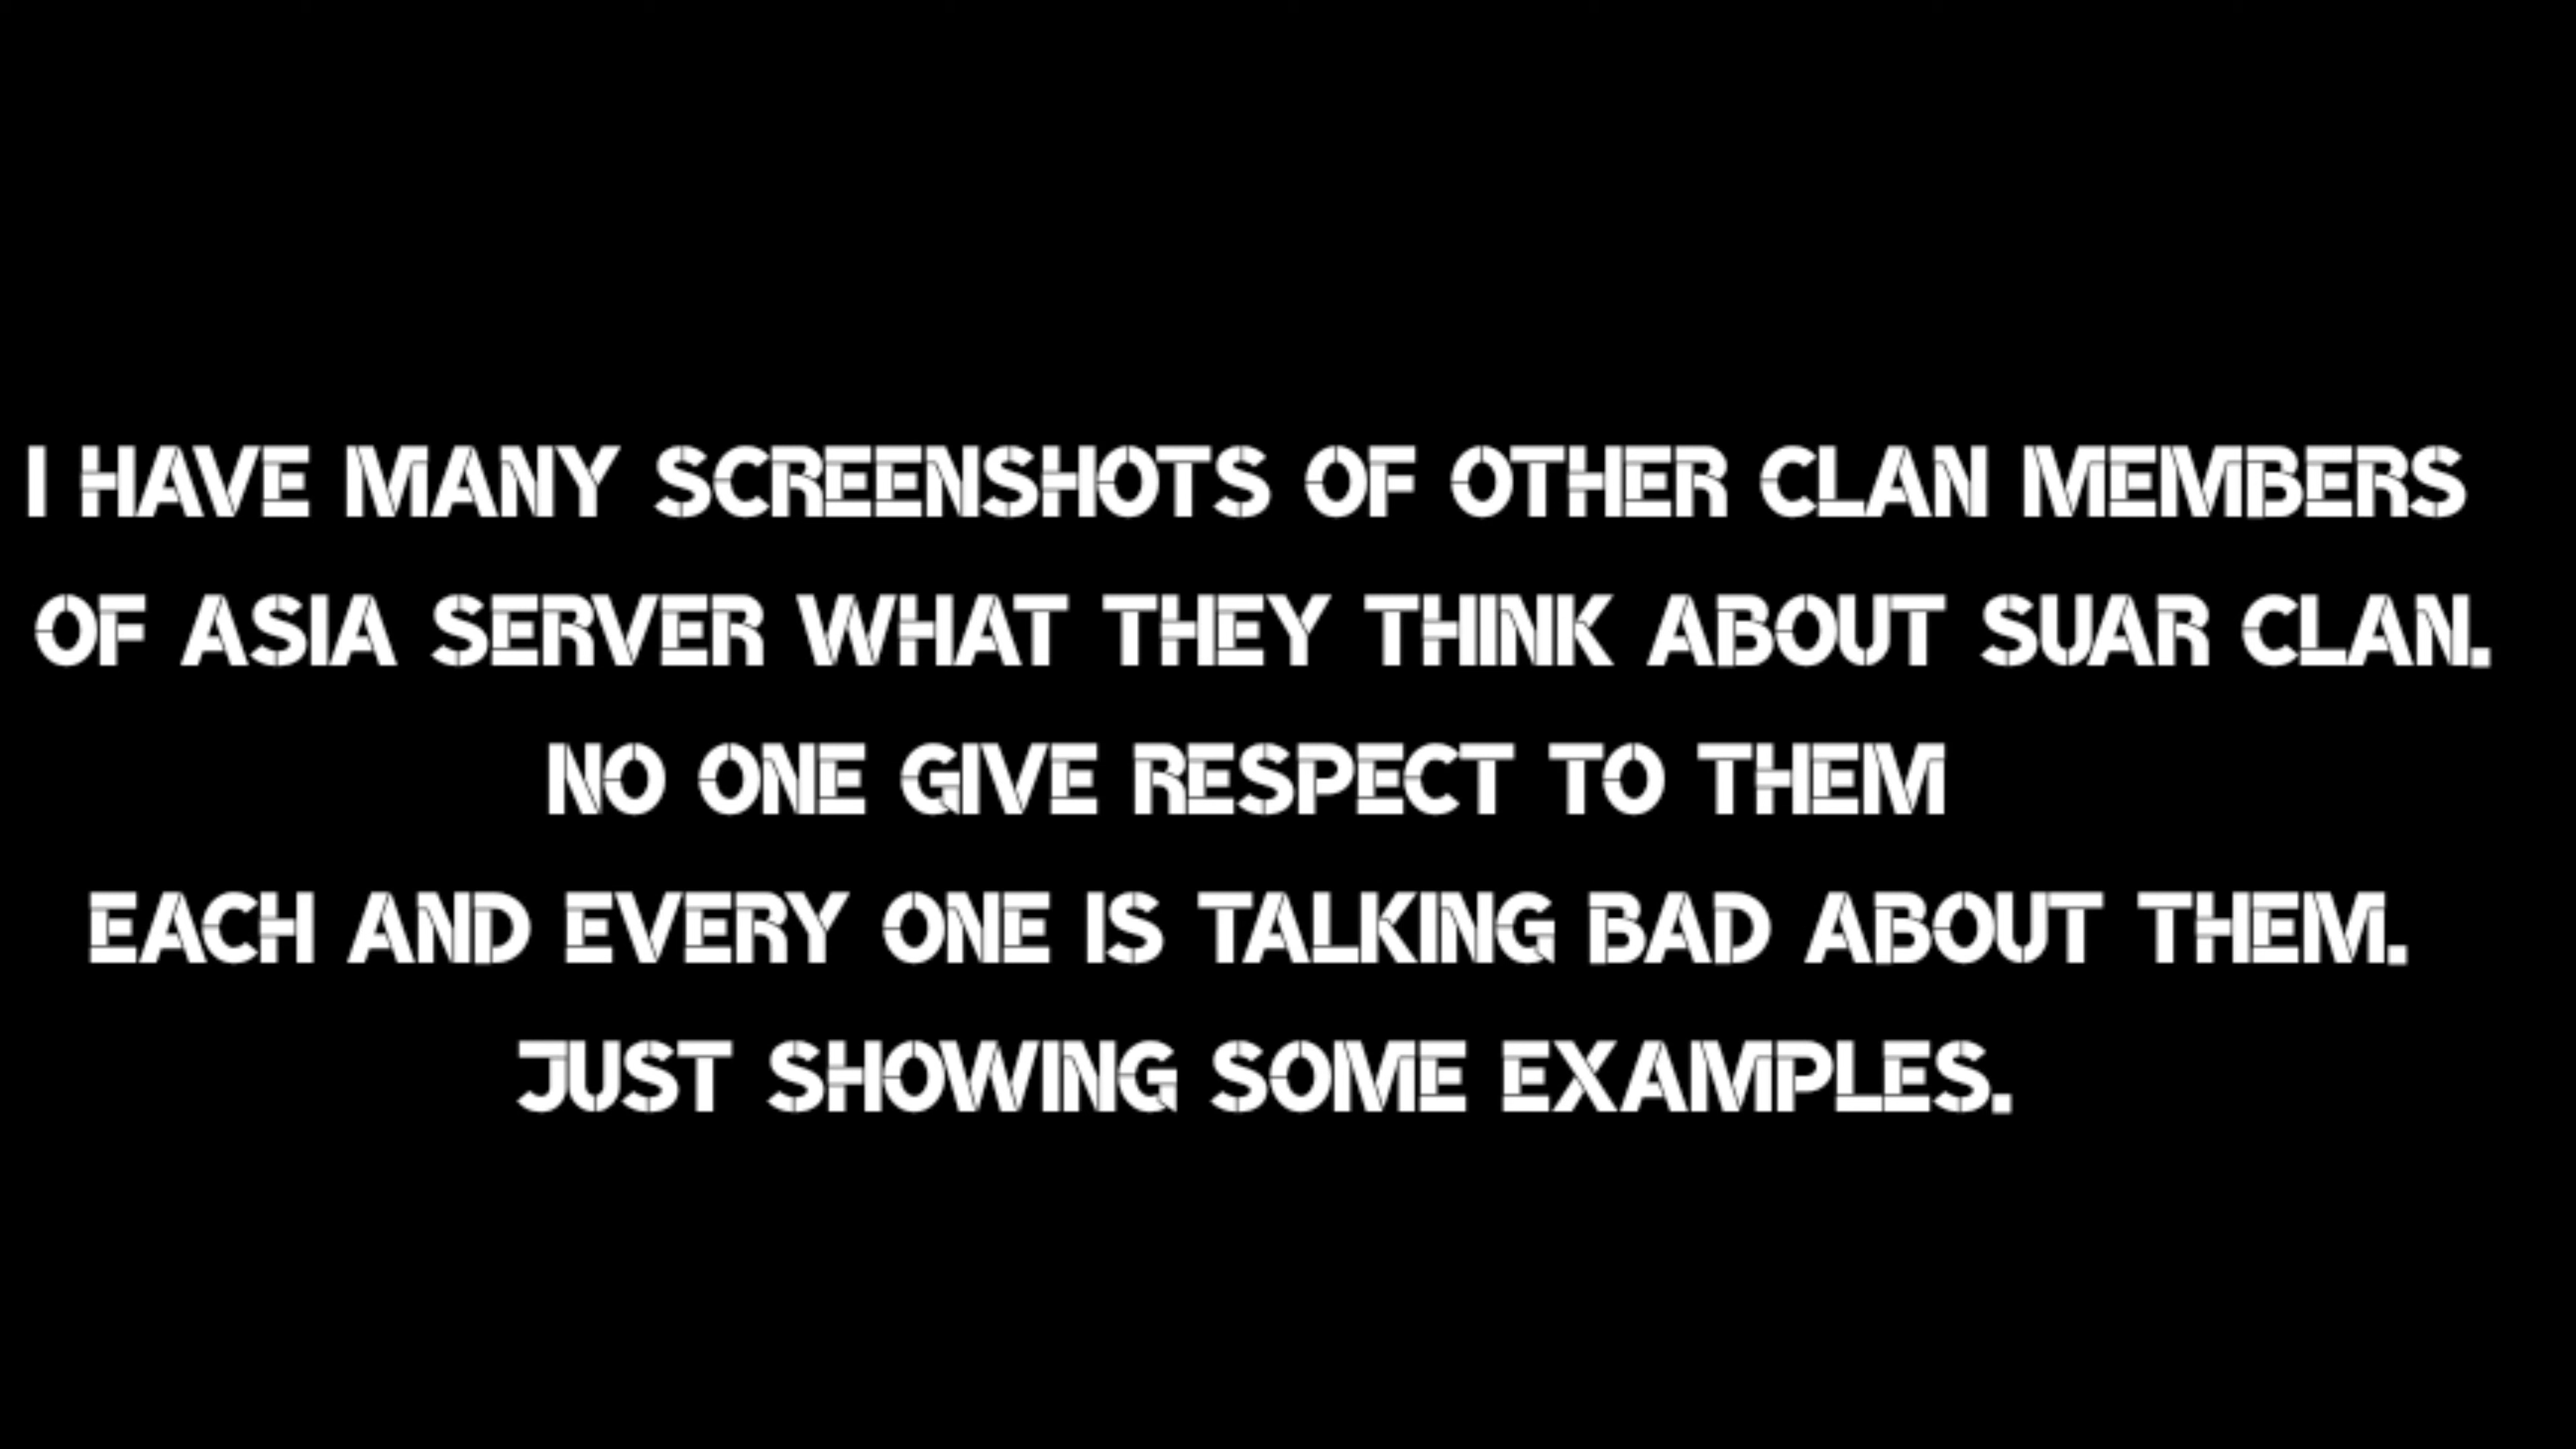 I HAVE MANY SCREENSHOTS OF OTHER CLAN MEMBERS
OF ASIA SERVER WHAT THEY THINK ABOUT SUAR CLAN.
NO ONE GIVE RESPECT TO THEM
EACH AND EVERY ONE IS TALKING BAD ABOUT THEM.
JUST SHOWING SOME EXAMPLES.